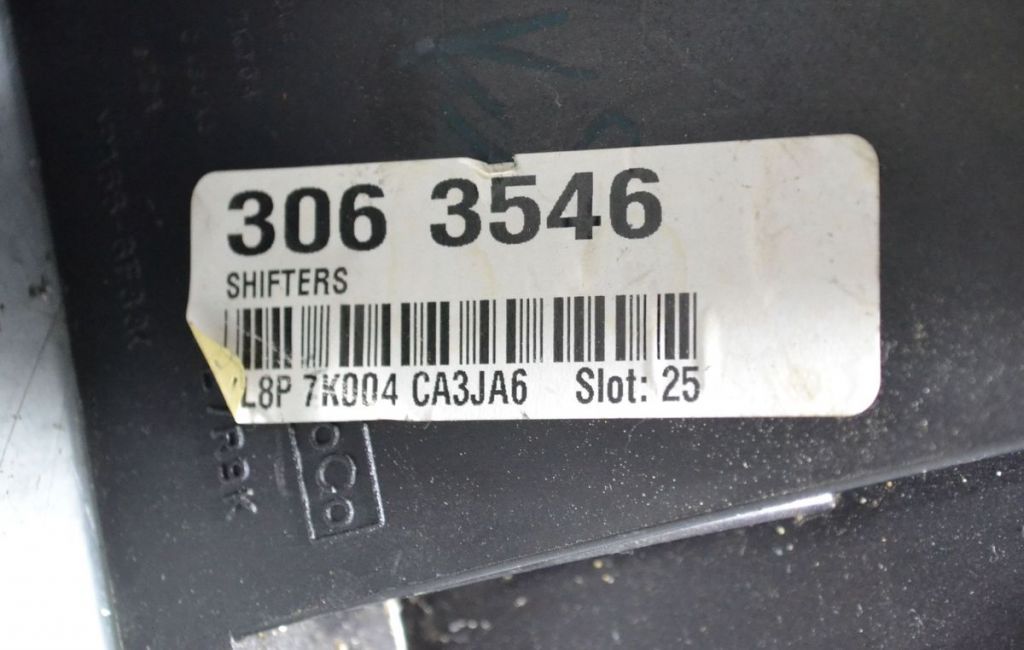 306 3546
SHIFTERS
L8P 7K004 CA3JA6 Slot: 25